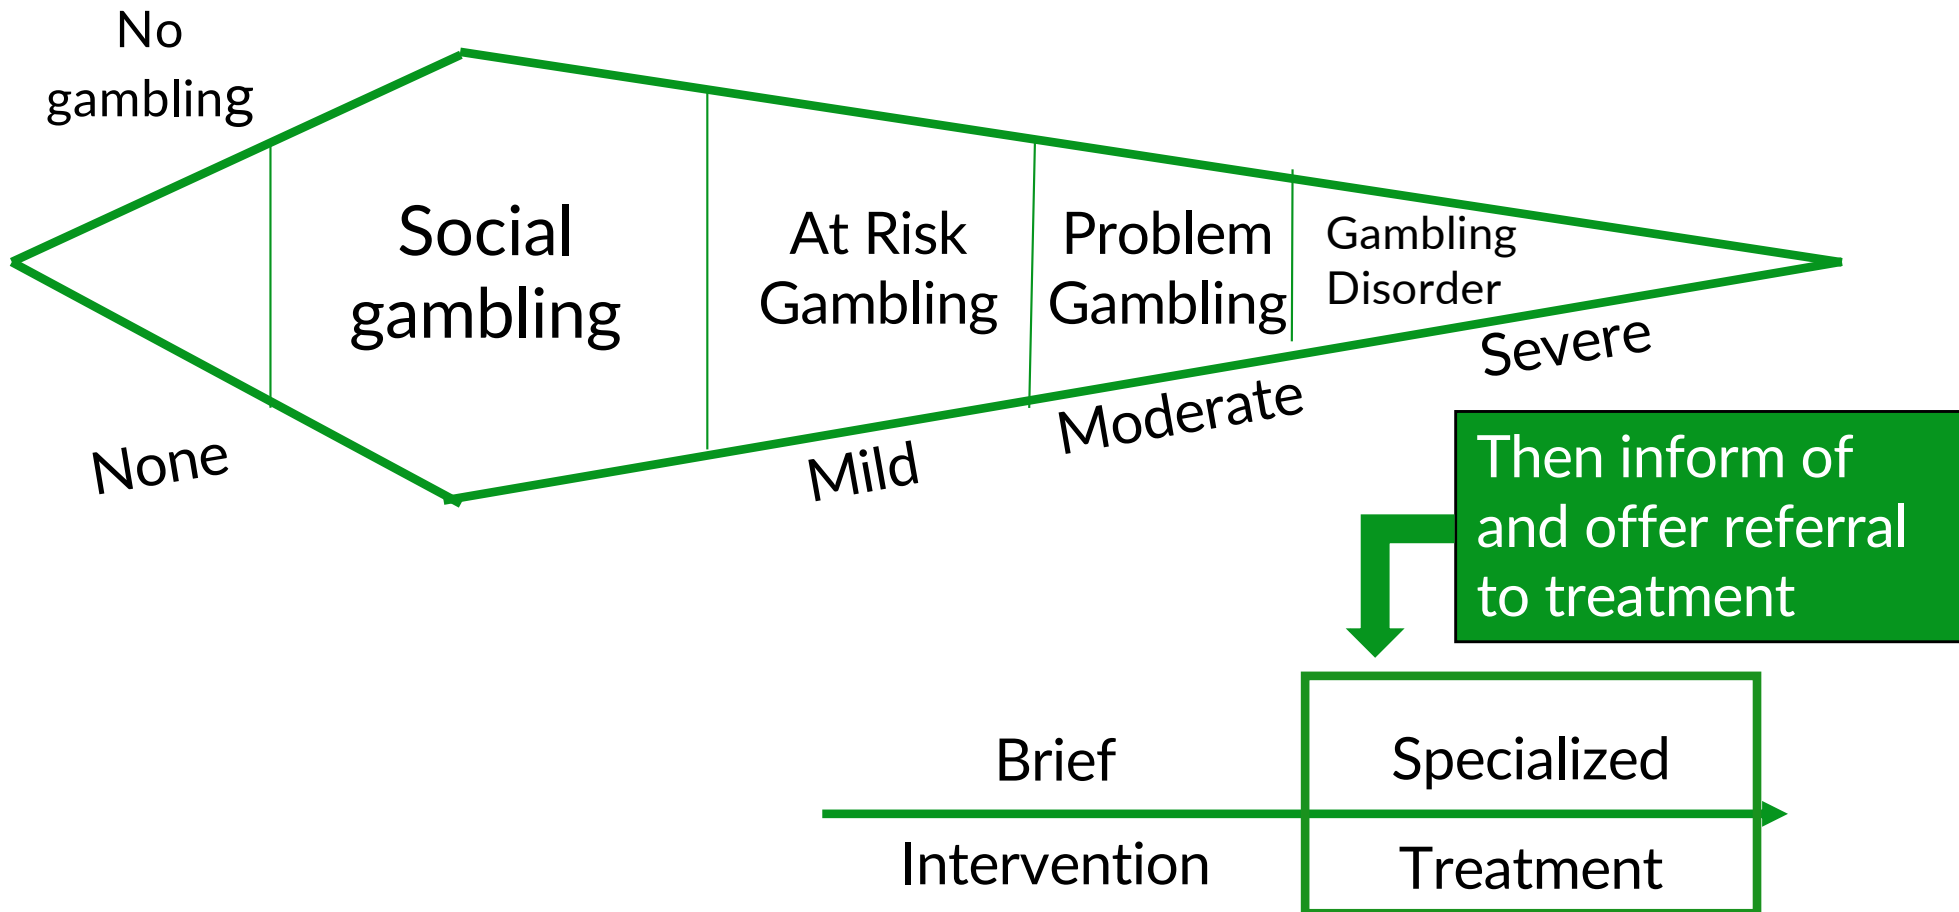 No
gambling
Social
gambling
At Risk
Gambling
Problem
Gambling
Gambling
Disorder
None
Mild
Moderate
Severe
Then inform of
and offer referral
to treatment
Brief
Intervention
Specialized
Treatment